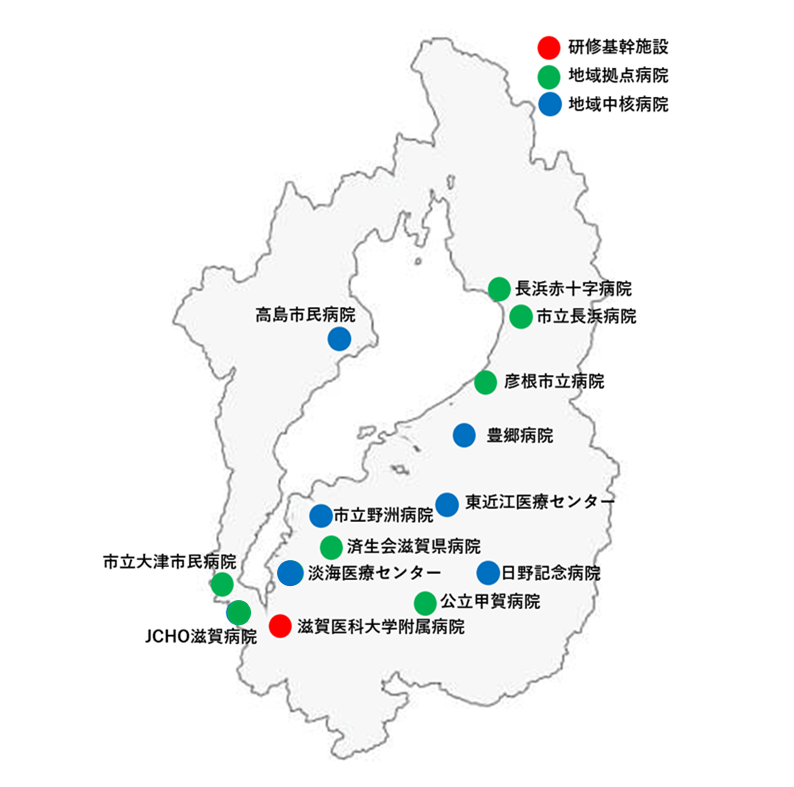 研修基幹施設
地域拠点病院
地域中核病院
長浜赤十字病院
高島市民病院
市立長浜病院
彦根市立病院
豊郷病院
東近江医療センター
市立野洲病院
済生会滋賀県病院
市立大津市民病院
淡海医療センター
日野記念病院
公立甲賀病院
滋賀医科大学附属病院
JCHO滋賀病院